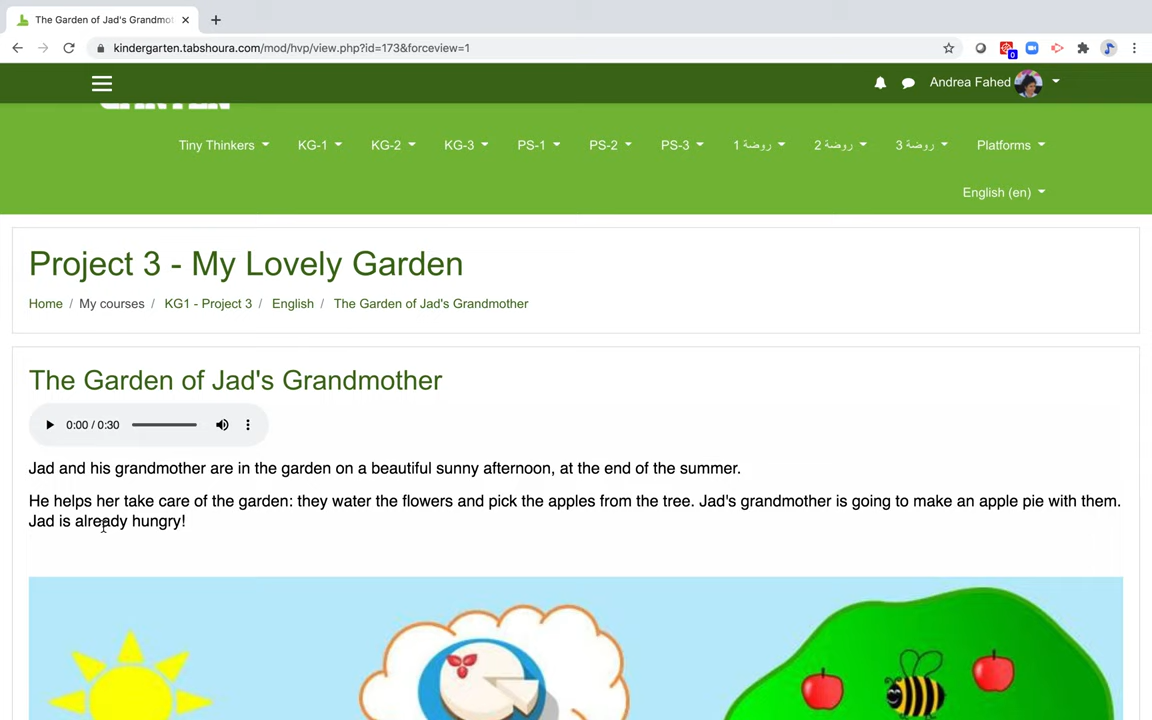 The Garden of Jad's Grandmot
kindergarten.tabshoura.com/mod/hvp/view.php?id=173&forceview=1
0
Andrea Fahed
Tiny Thinkers KG-1 KG-2 KG-3 PS-1 PS-2 PS-3 روضة 1 روضة 2 روضة 3 Platforms
English (en)
Project 3 - My Lovely Garden
Home / My courses / KG1 - Project 3 / English / The Garden of Jad's Grandmother
The Garden of Jad's Grandmother
0:00 / 0:30
Jad and his grandmother are in the garden on a beautiful sunny afternoon, at the end of the summer.
He helps her take care of the garden: they water the flowers and pick the apples from the tree. Jad's grandmother is going to make an apple pie with them.
Jad is already hungry!